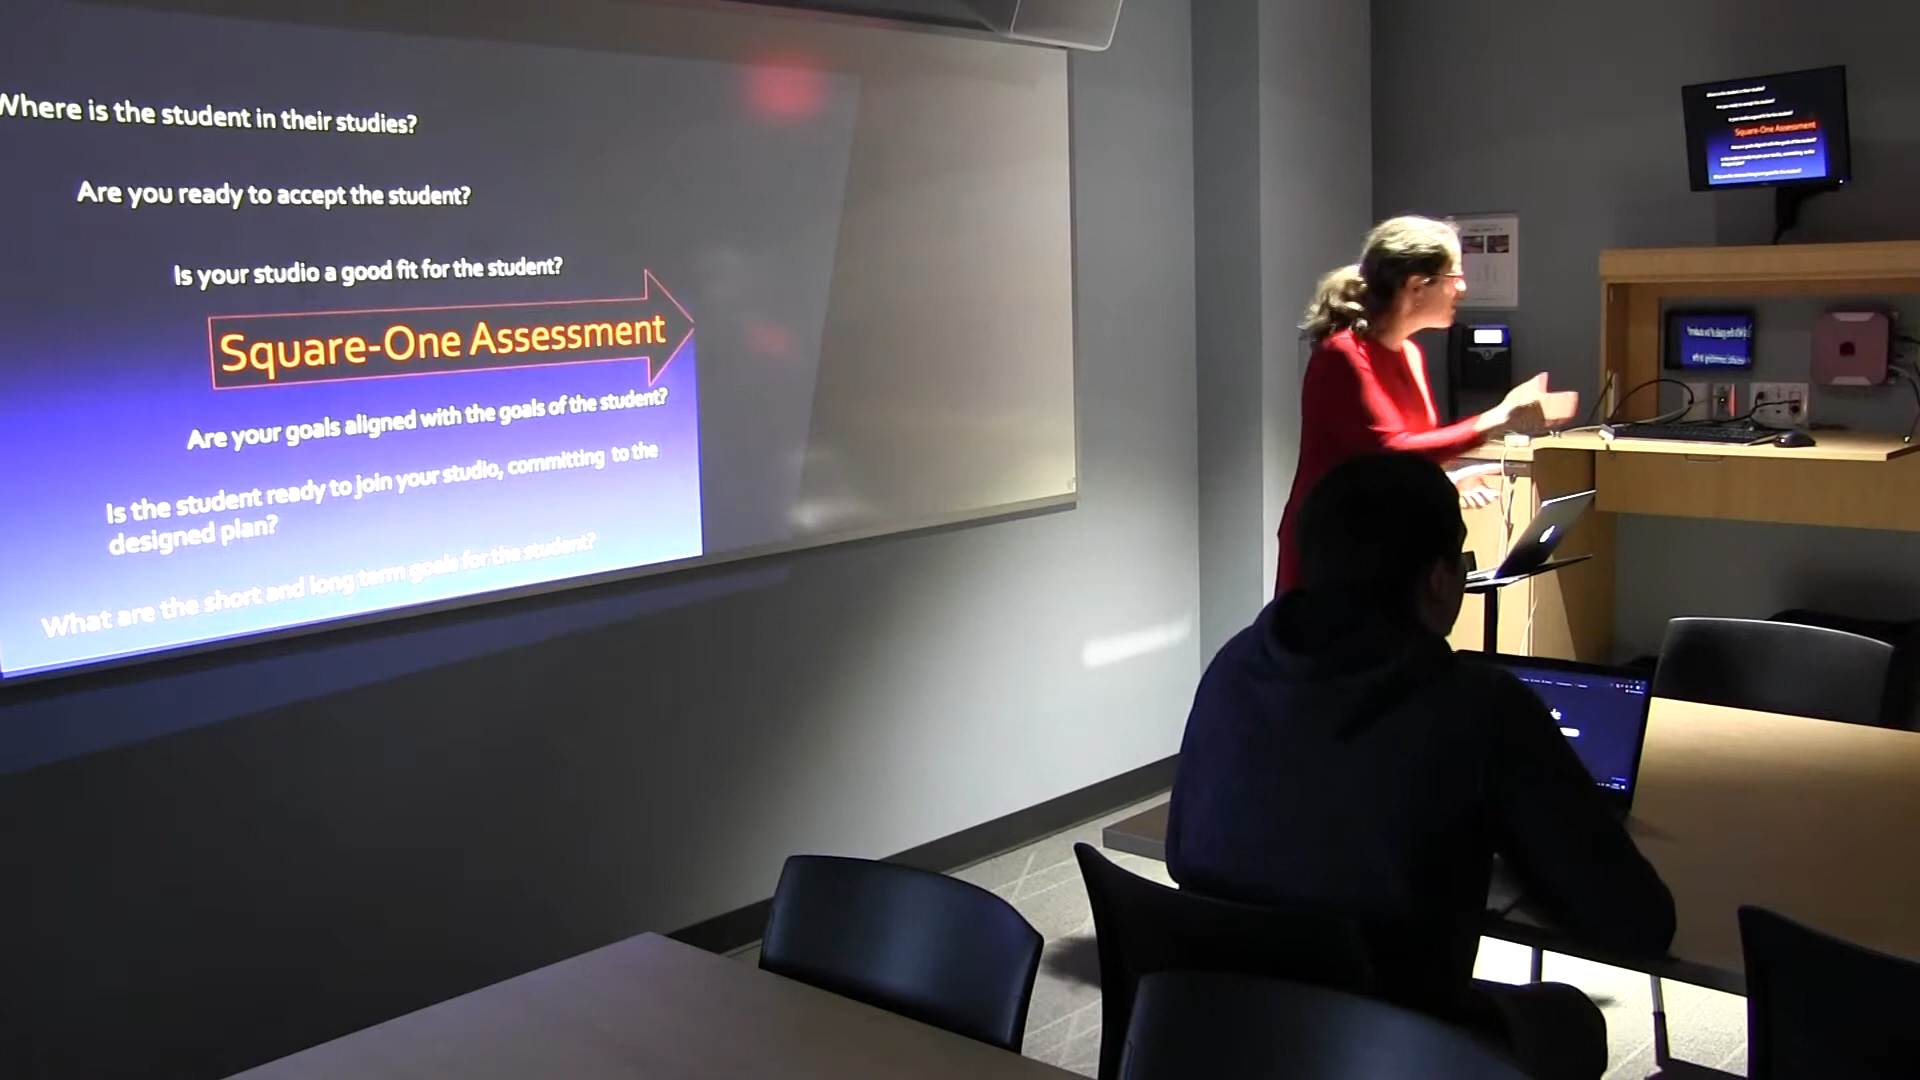 Where is the student in their studies?
Are you ready to accept the student?
Is your studio a good fit for the student?
Square-One Assessment
Are your goals aligned with the goals of the student?
Is the student ready to join your studio, committing to the
designed plan?
What are the short and long term goals for the student?
Square-One Assessment